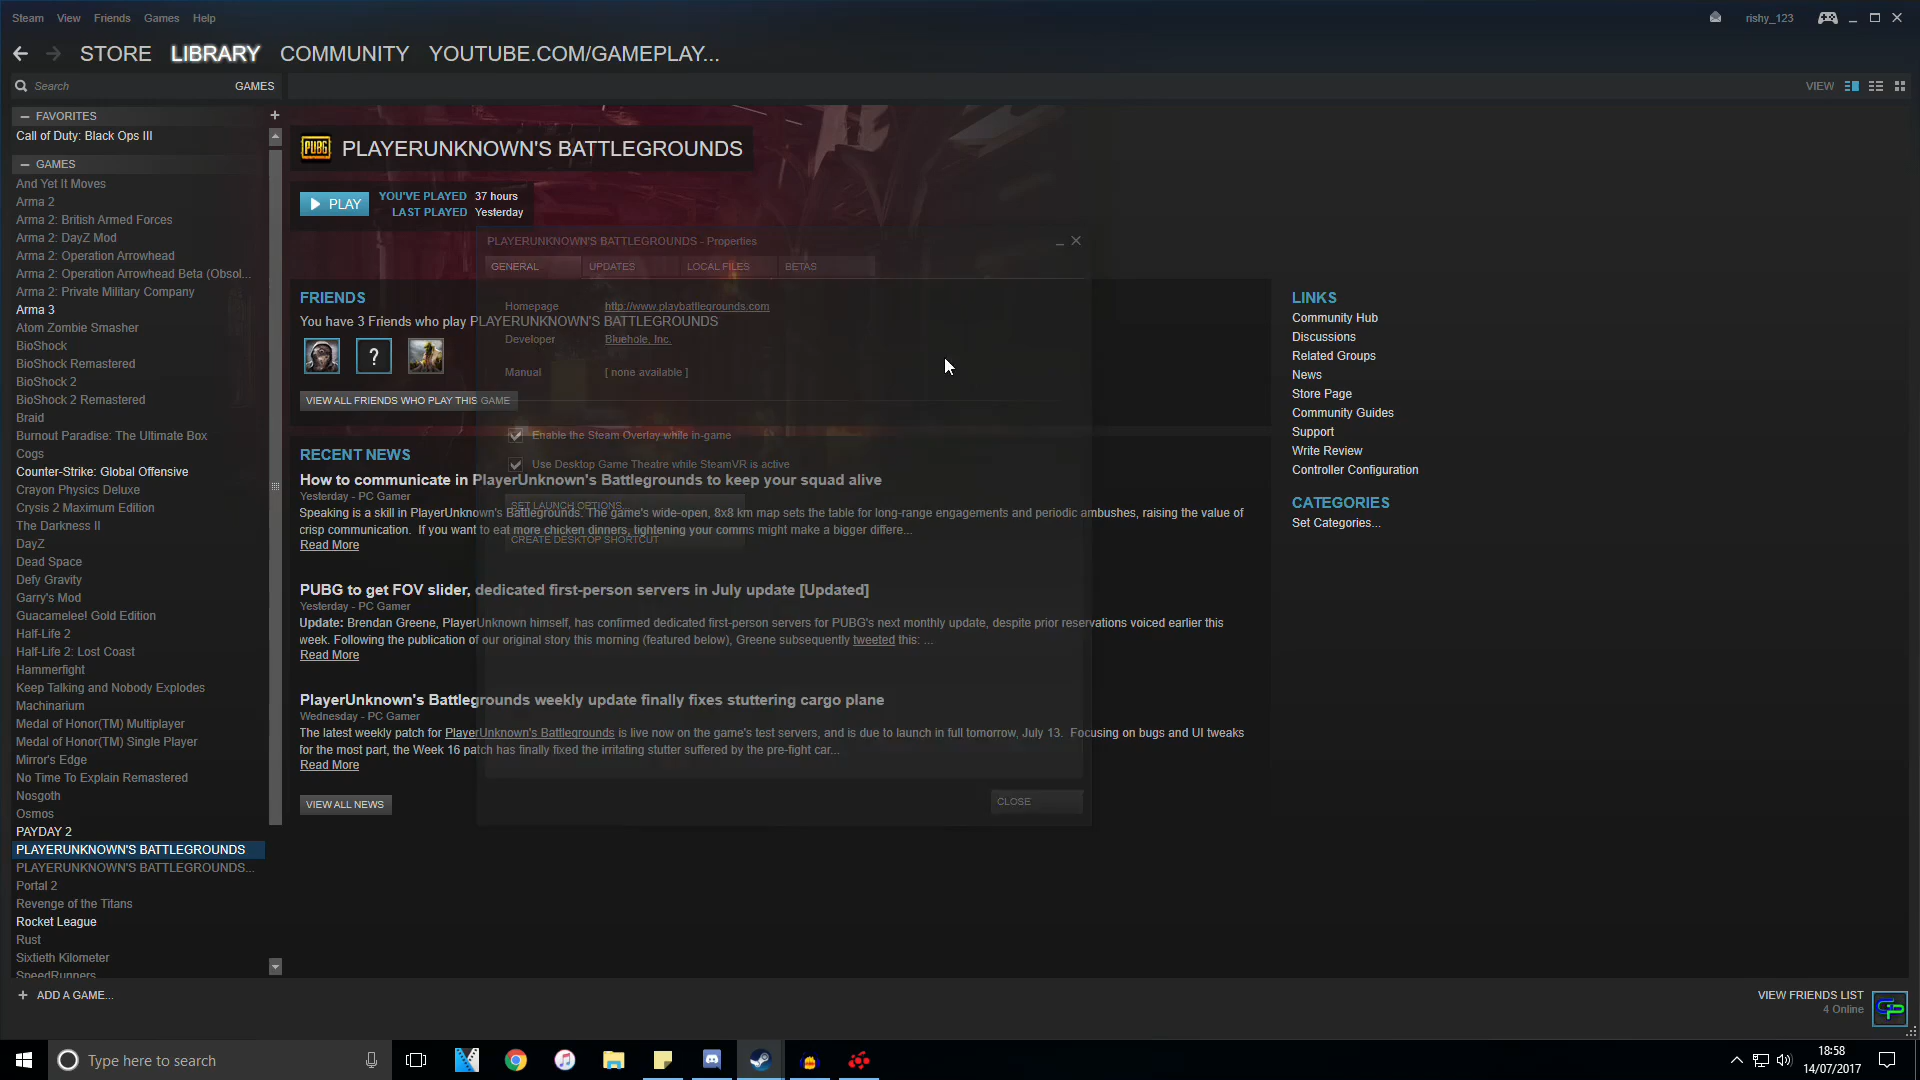 Steam View Friends Games Help
rishy_123
STORE LIBRARY COMMUNITY YOUTUBE.COM/GAMEPLAY...
Search GAMES
VIEW
FAVORITES
Call of Duty: Black Ops III
GAMES
And Yet It Moves
Arma 2
Arma 2: British Armed Forces
Arma 2: DayZ Mod
Arma 2: Operation Arrowhead
Arma 2: Operation Arrowhead Beta (Obsol...
Arma 2: Private Military Company
Arma 3
Atom Zombie Smasher
BioShock
BioShock Remastered
BioShock 2
BioShock 2 Remastered
Braid
Burnout Paradise: The Ultimate Box
Cogs
Counter-Strike: Global Offensive
Crayon Physics Deluxe
Crysis 2 Maximum Edition
The Darkness II
DayZ
Dead Space
Defy Gravity
Garry's Mod
Guacamelee! Gold Edition
Half-Life 2
Half-Life 2: Lost Coast
Hammerfight
Keep Talking and Nobody Explodes
Machinarium
Medal of Honor(TM) Multiplayer
Medal of Honor(TM) Single Player
Mirror's Edge
No Time To Explain Remastered
Nosgoth
Osmos
PAYDAY 2
PLAYERUNKNOWN'S BATTLEGROUNDS
PLAYERUNKNOWN'S BATTLEGROUNDS...
Portal 2
Revenge of the Titans
Rocket League
Rust
Sixtieth Kilometer
SpeedRunners
PUBG PLAYERUNKNOWN'S BATTLEGROUNDS
PLAY
YOU'VE PLAYED 37 hours
LAST PLAYED Yesterday
PLAYERUNKNOWN'S BATTLEGROUNDS - Properties
GENERAL UPDATES LOCAL FILES BETAS
Homepage http://www.playbattlegrounds.com
Developer Bluehole, Inc.
Manual [ none available ]
Enable the Steam Overlay while in-game
Use Desktop Game Theatre while SteamVR is active
SET LAUNCH OPTIONS...
CREATE DESKTOP SHORTCUT
CLOSE
FRIENDS
You have 3 Friends who play PLAYERUNKNOWN'S BATTLEGROUNDS
?
VIEW ALL FRIENDS WHO PLAY THIS GAME
RECENT NEWS
How to communicate in PlayerUnknown's Battlegrounds to keep your squad alive
Yesterday - PC Gamer
Speaking is a skill in PlayerUnknown's Battlegrounds. The game's wide-open, 8x8 km map sets the table for long-range engagements and periodic ambushes, raising the value of
crisp communication. If you want to eat more chicken dinners, tightening your comms might make a bigger differe...
Read More
PUBG to get FOV slider, dedicated first-person servers in July update [Updated]
Yesterday - PC Gamer
Update: Brendan Greene, PlayerUnknown himself, has confirmed dedicated first-person servers for PUBG's next monthly update, despite prior reservations voiced earlier this
week. Following the publication of our original story this morning (featured below), Greene subsequently tweeted this: ...
Read More
PlayerUnknown's Battlegrounds weekly update finally fixes stuttering cargo plane
Wednesday - PC Gamer
The latest weekly patch for PlayerUnknown's Battlegrounds is live now on the game's test servers, and is due to launch in full tomorrow, July 13. Focusing on bugs and UI tweaks
for the most part, the Week 16 patch has finally fixed the irritating stutter suffered by the pre-fight car...
Read More
VIEW ALL NEWS
LINKS
Community Hub
Discussions
Related Groups
News
Store Page
Community Guides
Support
Write Review
Controller Configuration
CATEGORIES
Set Categories...
ADD A GAME...
VIEW FRIENDS LIST
4 Online
Type here to search
18:58
14/07/2017